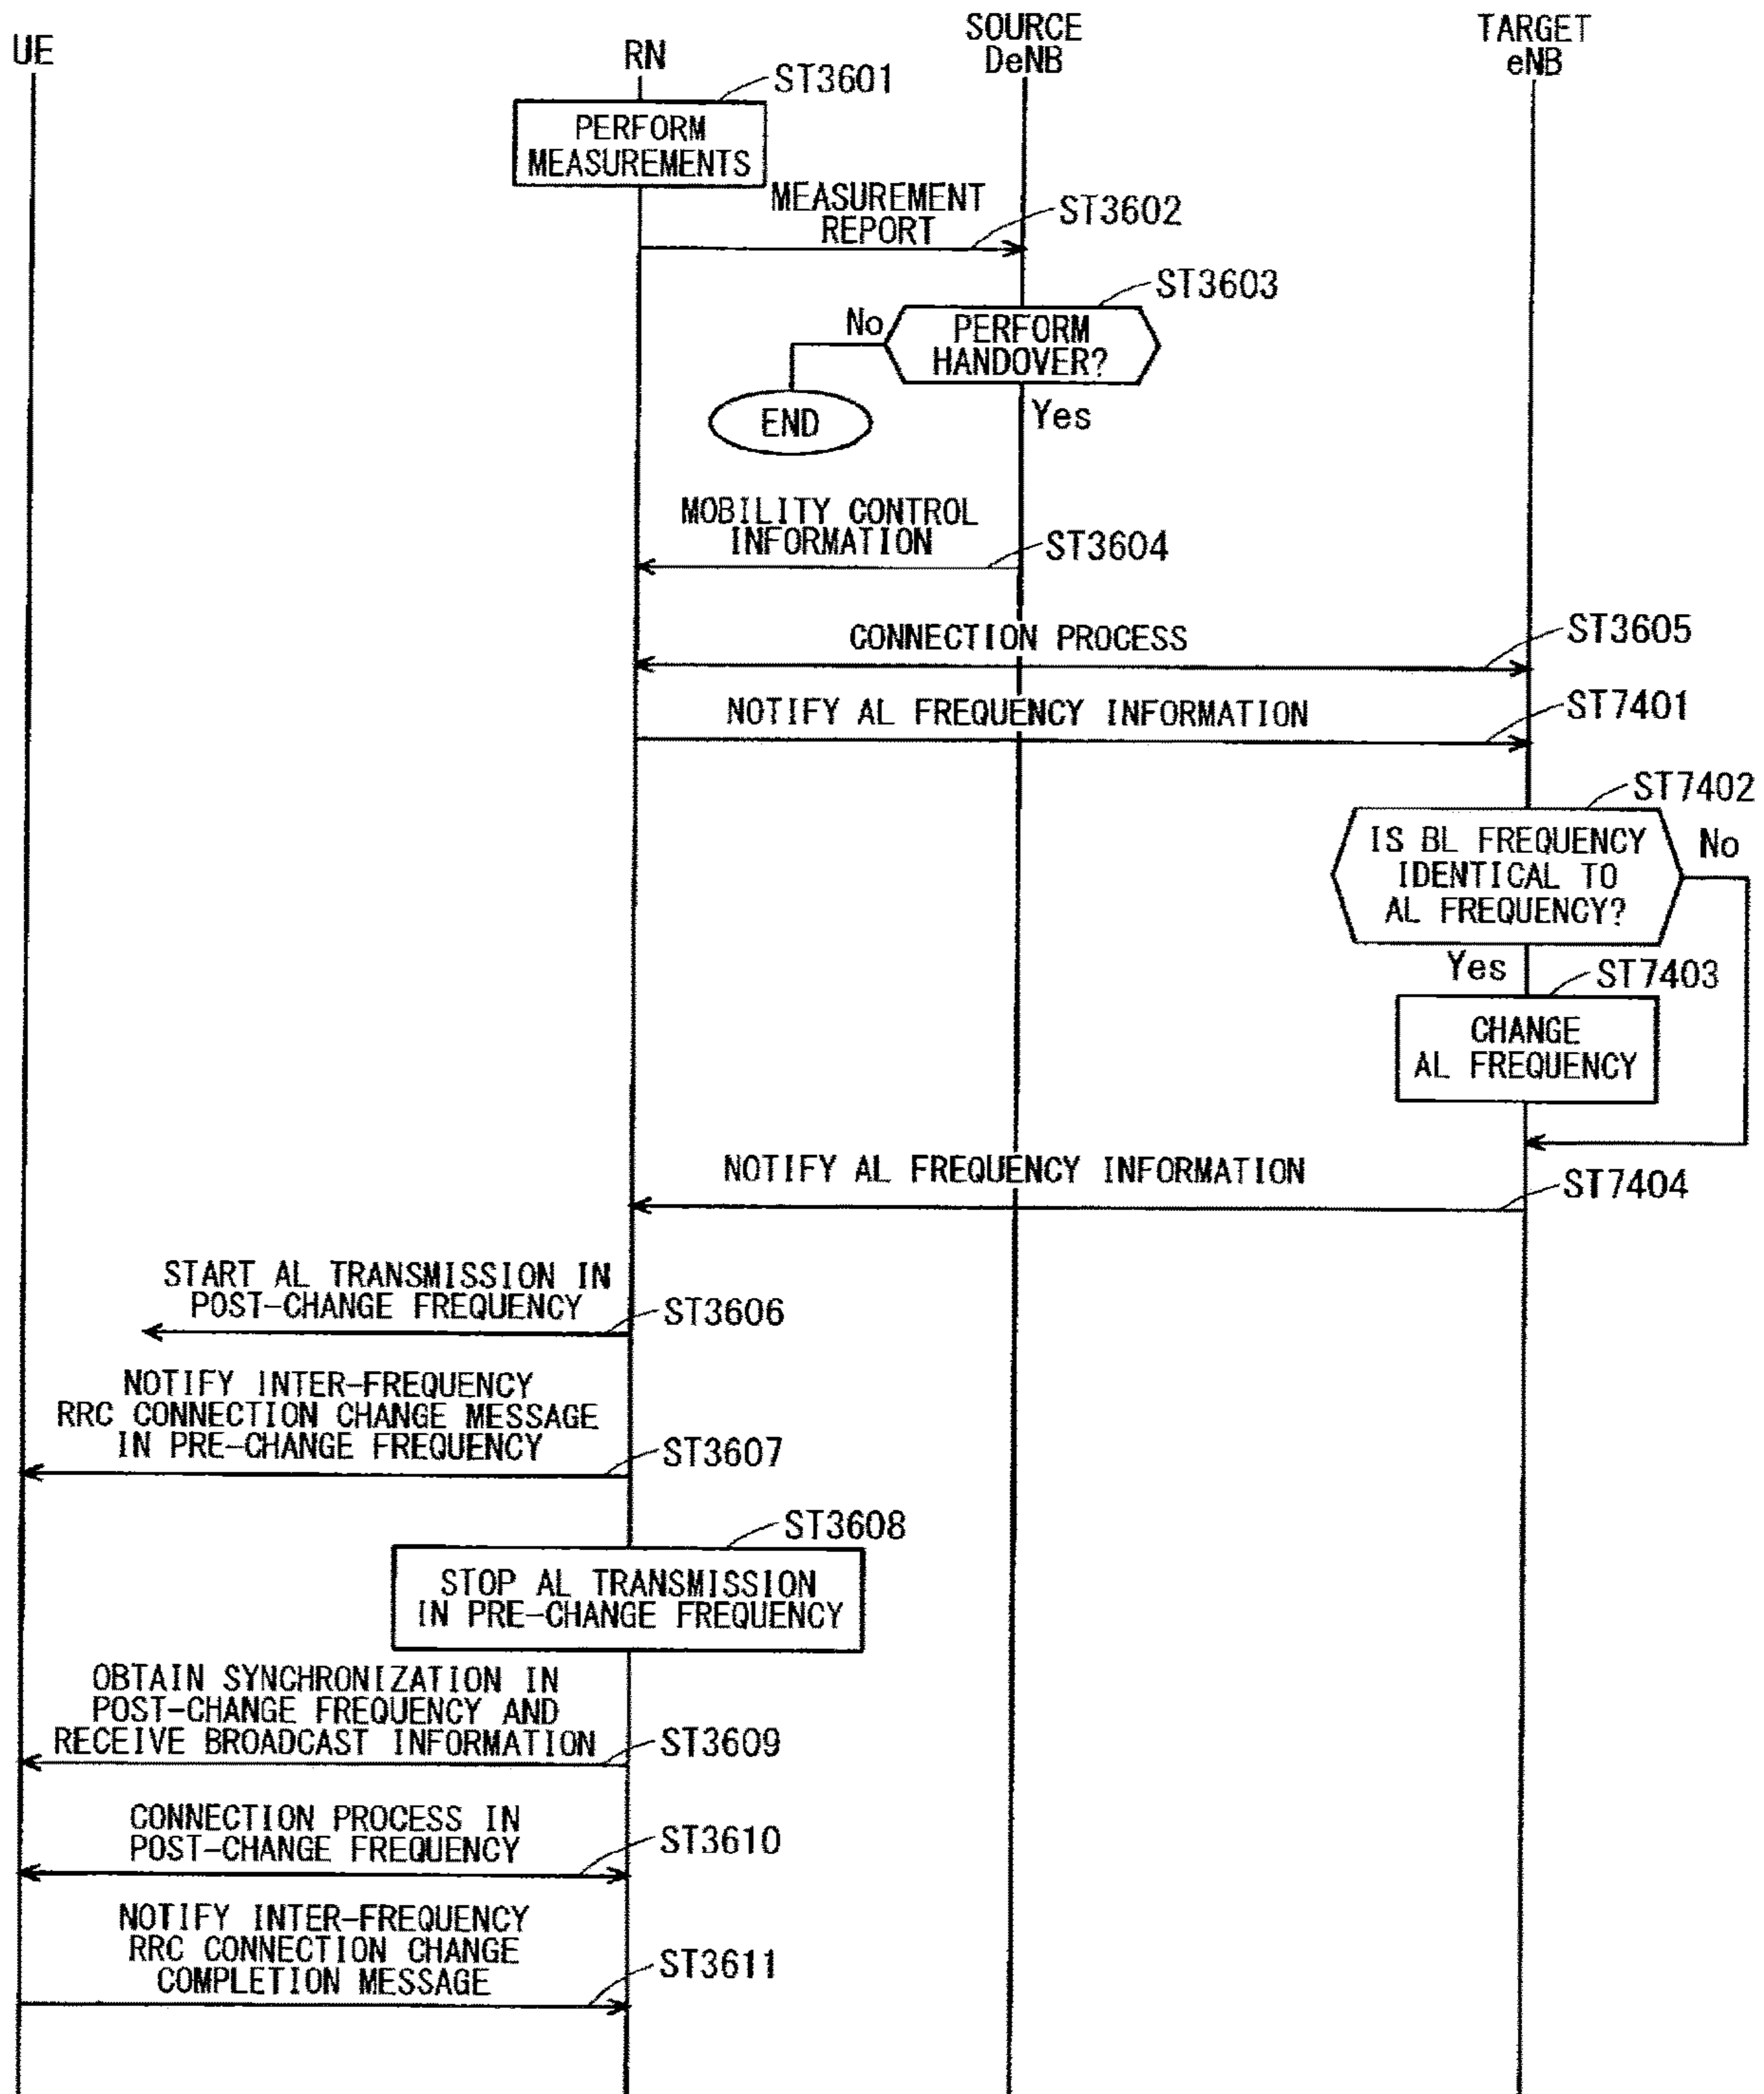 UE
RN
SOURCE
DeNB
TARGET
eNB
ST3601
PERFORM
MEASUREMENTS
MEASUREMENT
REPORT
ST3602
ST3603
No
PERFORM
HANDOVER?
END
Yes
MOBILITY CONTROL
INFORMATION
ST3604
CONNECTION PROCESS
ST3605
NOTIFY AL FREQUENCY INFORMATION
ST7401
ST7402
IS BL FREQUENCY
IDENTICAL TO
AL FREQUENCY?
No
Yes
ST7403
CHANGE
AL FREQUENCY
NOTIFY AL FREQUENCY INFORMATION
ST7404
START AL TRANSMISSION IN
POST-CHANGE FREQUENCY
ST3606
NOTIFY INTER-FREQUENCY
RRC CONNECTION CHANGE MESSAGE
IN PRE-CHANGE FREQUENCY
ST3607
ST3608
STOP AL TRANSMISSION
IN PRE-CHANGE FREQUENCY
OBTAIN SYNCHRONIZATION IN
POST-CHANGE FREQUENCY AND
RECEIVE BROADCAST INFORMATION
ST3609
CONNECTION PROCESS IN
POST-CHANGE FREQUENCY
ST3610
NOTIFY INTER-FREQUENCY
RRC CONNECTION CHANGE
COMPLETION MESSAGE
ST3611